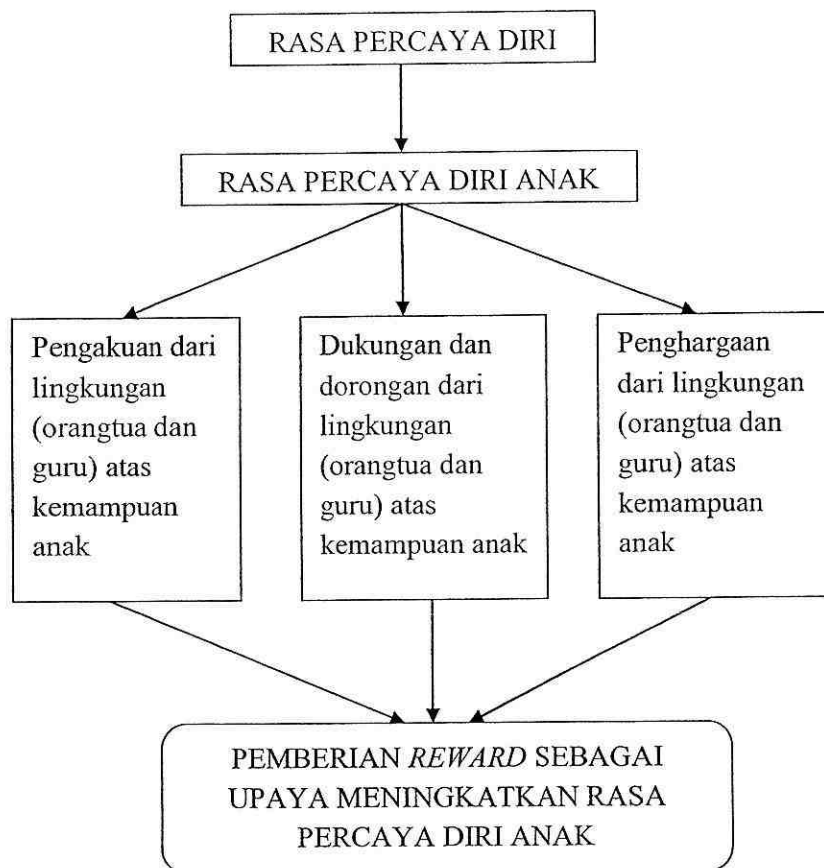 RASA PERCAYA DIRI
RASA PERCAYA DIRI ANAK
Pengakuan dari
lingkungan
(orangtua dan
guru) atas
kemampuan
anak
Dukungan dan
dorongan dari
lingkungan
(orangtua dan
guru) atas
kemampuan anak
Penghargaan
dari lingkungan
(orangtua dan
guru) atas
kemampuan
anak
PEMBERIAN REWARD SEBAGAI
UPAYA MENINGKATKAN RASA
PERCAYA DIRI ANAK